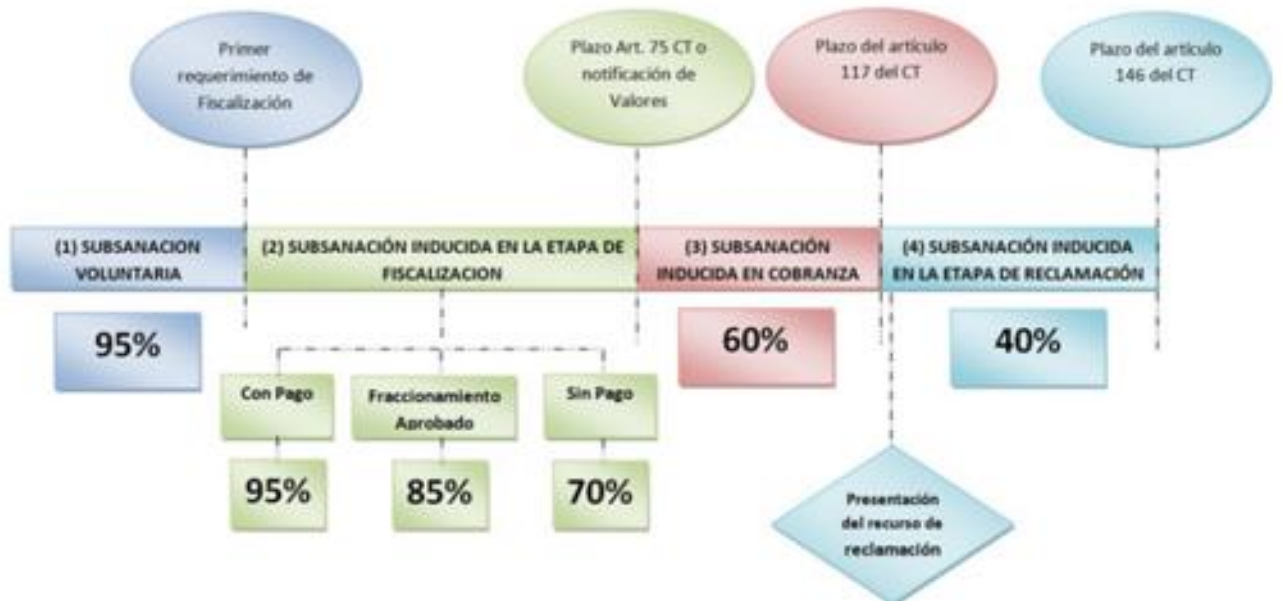 Primer
requerimiento de
Fiscalización
Plazo Art. 75 CT o
notificación de
Valores
Plazo del artículo
117 del CT
Plazo del artículo
146 del CT
(1) SUBSANACION
VOLUNTARIA
(2) SUBSANACIÓN INDUCIDA EN LA ETAPA DE
FISCALIZACION
(3) SUBSANACIÓN
INDUCIDA EN COBRANZA
(4) SUBSANACIÓN INDUCIDA
EN LA ETAPA DE RECLAMACIÓN
95%
60%
40%
Con Pago
Fraccionamiento
Aprobado
Sin Pago
95%
85%
70%
Presentación
del recurso de
reclamación